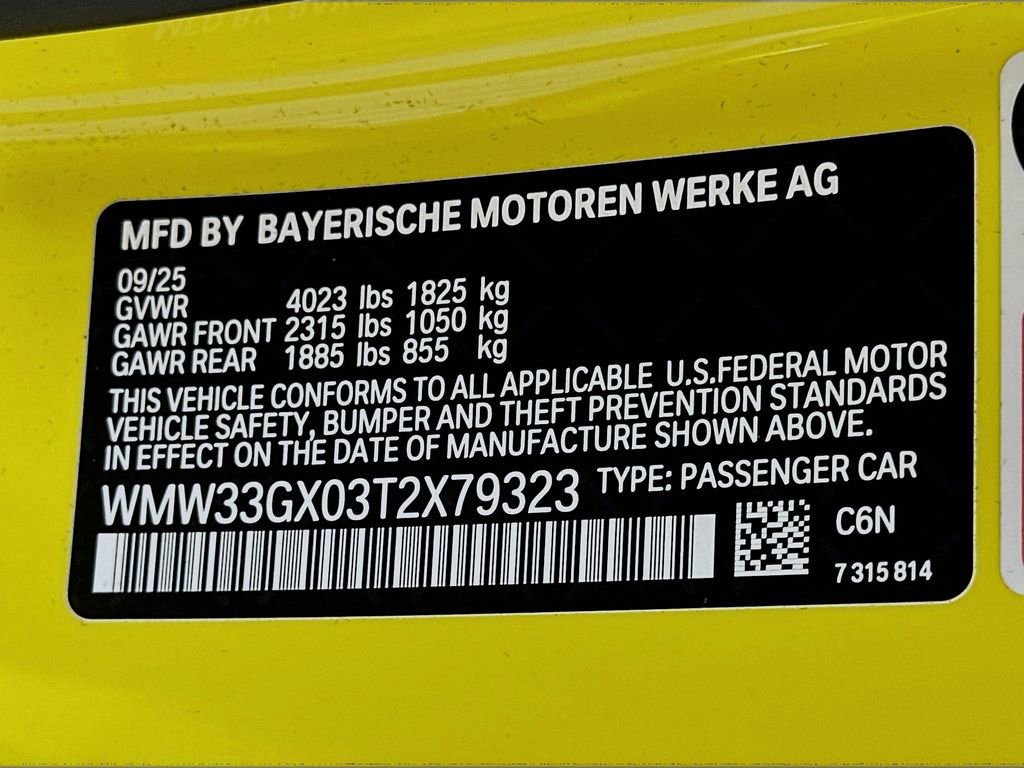 MFD BY BAYERISCHE MOTOREN WERKE AG
09/25
GVWR 4023 lbs 1825 kg
GAWR FRONT 2315 lbs 1050 kg
GAWR REAR 1885 lbs 855 kg
THIS VEHICLE CONFORMS TO ALL APPLICABLE U.S.FEDERAL MOTOR
VEHICLE SAFETY, BUMPER AND THEFT PREVENTION STANDARDS
IN EFFECT ON THE DATE OF MANUFACTURE SHOWN ABOVE.
WMW33GX03T2X79323 TYPE: PASSENGER CAR
C6N
7 315 814